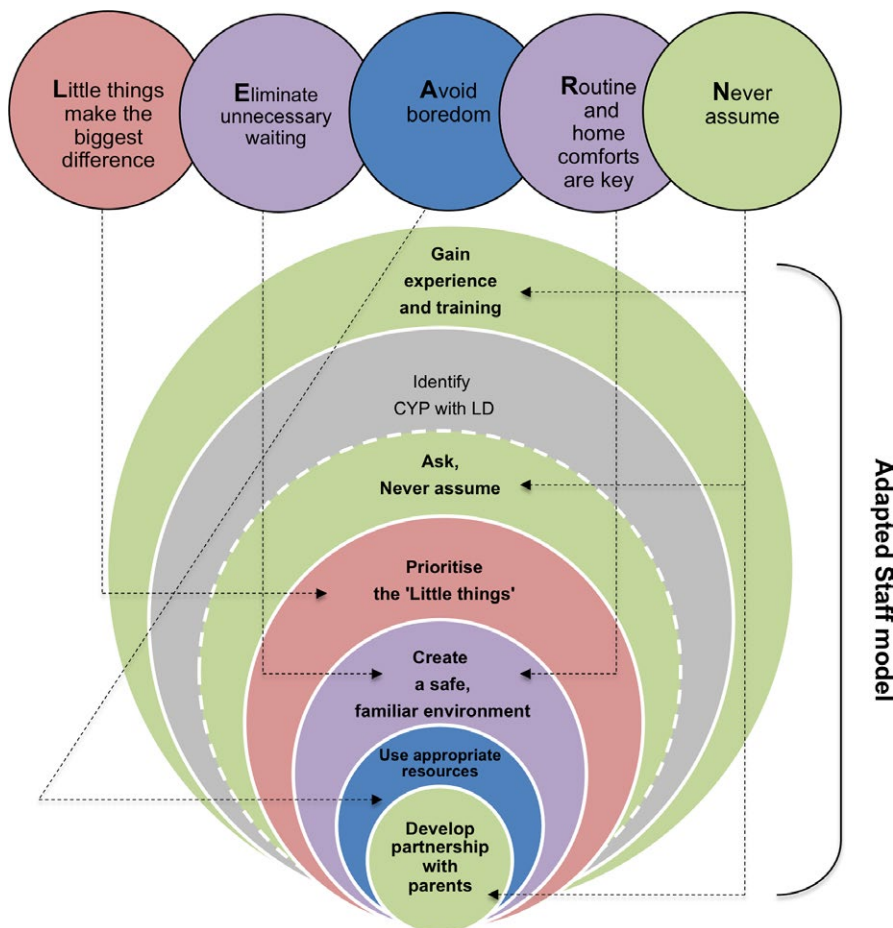 Little things
make the
biggest
difference
Eliminate
unnecessary
waiting
Avoid
boredom
Routine
and
home
comforts
are key
Never
assume
Gain
experience
and training
Identify
CYP with LD
Ask,
Never assume
Prioritise
the 'Little things'
Create
a safe,
familiar environment
Use appropriate
resources
Develop
partnership
with
parents
Adapted Staff model